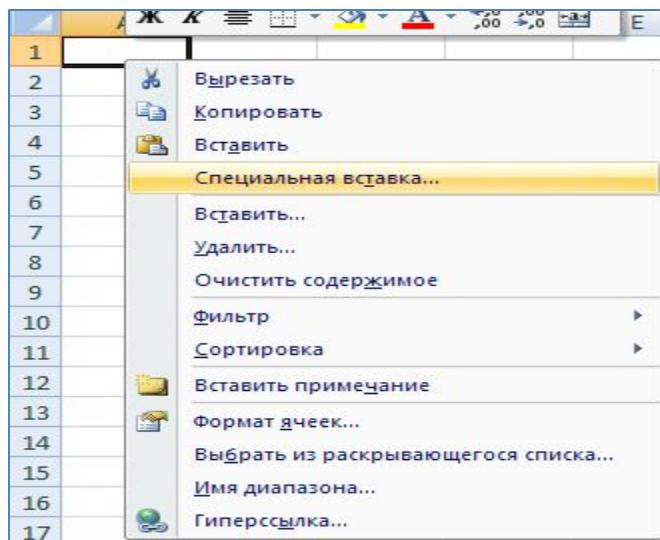 Ж К А ,00 ,0 a
E
1
2 Вырезать
3 Копировать
4 Вставить
5 Специальная вставка...
6
7 Вставить...
8 Удалить...
9 Очистить содержимое
10 Фильтр
11 Сортировка
12 Вставить примечание
13 Формат ячеек...
14 Выбрать из раскрывающегося списка...
15
16 Имя диапазона...
17 Гиперссылка...